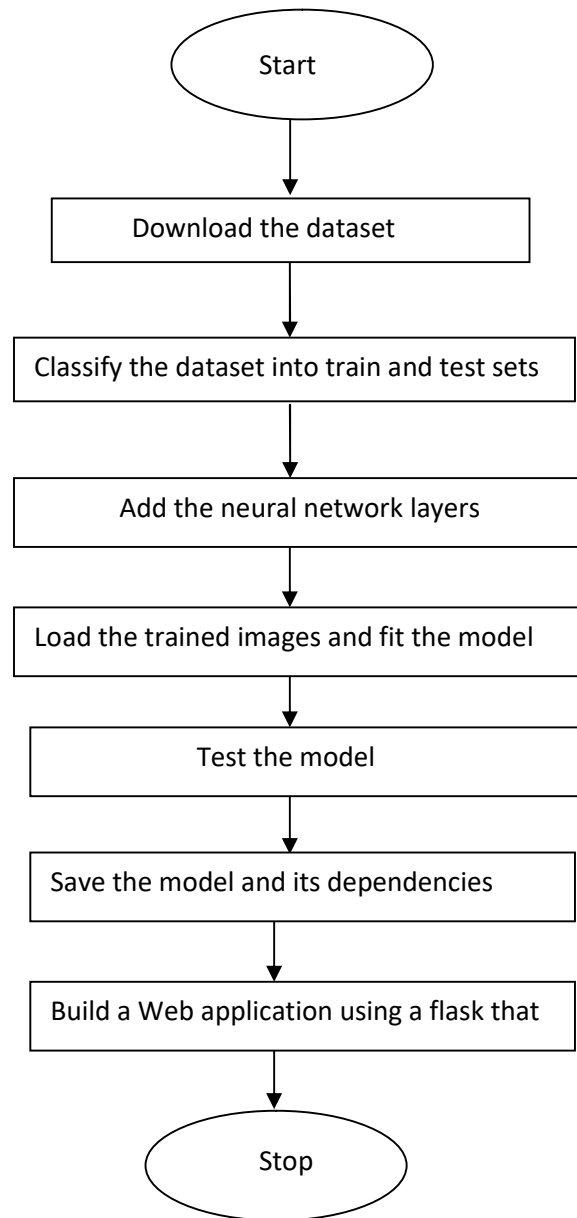 Start
Download the dataset
Classify the dataset into train and test sets
Add the neural network layers
Load the trained images and fit the model
Test the model
Save the model and its dependencies
Build a Web application using a flask that
Stop